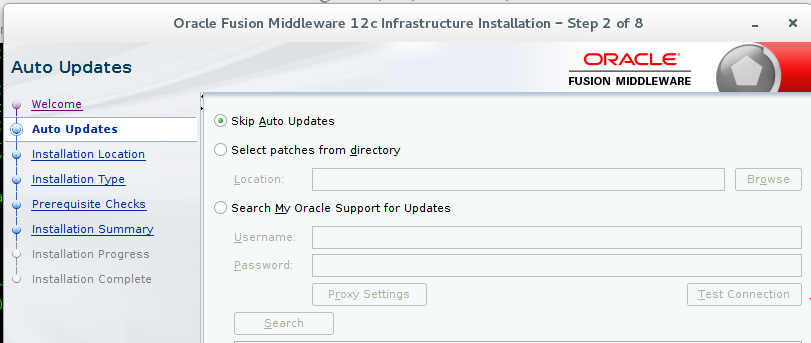 Oracle Fusion Middleware 12c Infrastructure Installation – Step 2 of 8
Auto Updates
ORACLE
FUSION MIDDLEWARE
Welcome
Auto Updates
Installation Location
Installation Type
Prerequisite Checks
Installation Summary
Installation Progress
Installation Complete
Skip Auto Updates
Select patches from directory
Location:
Browse
Search My Oracle Support for Updates
Username:
Password:
Proxy Settings
Test Connection
Search